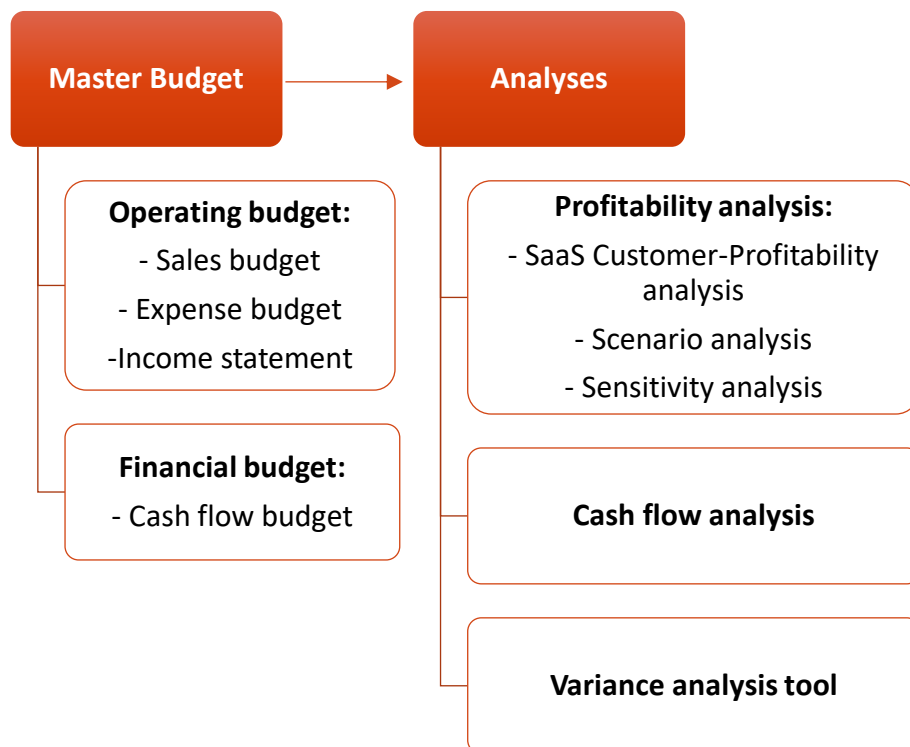 Master Budget
Analyses
Operating budget:
- Sales budget
- Expense budget
-Income statement
Financial budget:
- Cash flow budget
Profitability analysis:
- SaaS Customer-Profitability
analysis
- Scenario analysis
- Sensitivity analysis
Cash flow analysis
Variance analysis tool